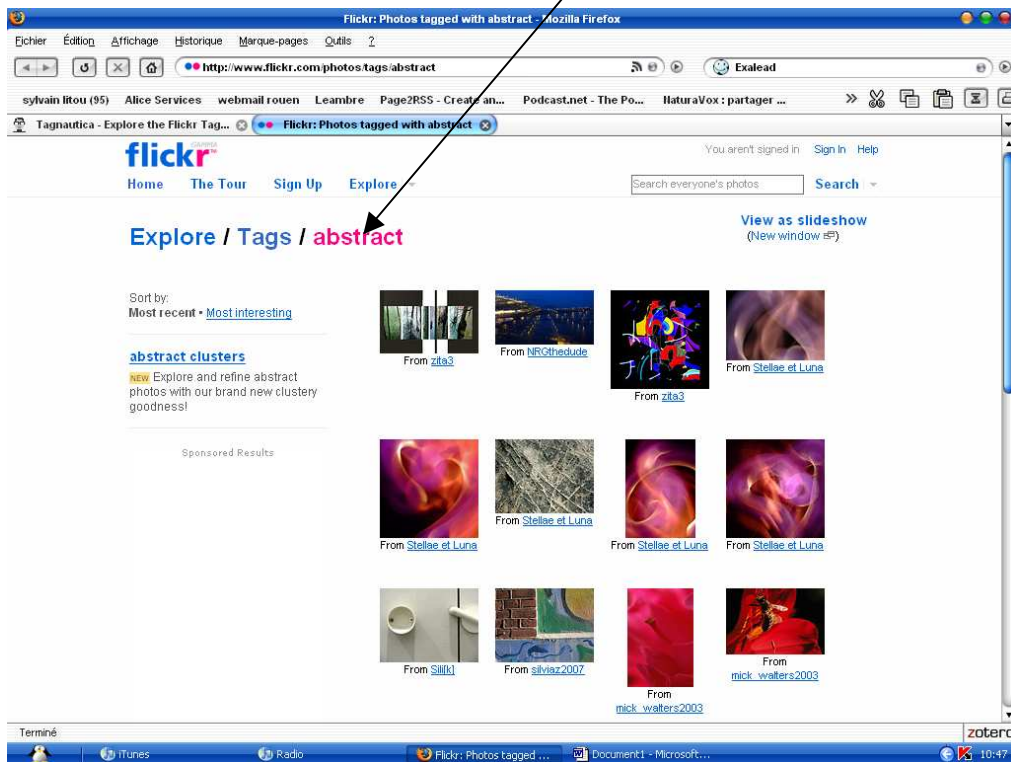 Flickr: Photos tagged with abstract - Mozilla Firefox
Fichier Édition Affichage Historique Marque-pages Outils ?
http://www.flickr.com/photos/tags/abstract Exalead
sylvain litou (95) Alice Services webmail rouen Leambre Page2RSS - Create an... Podcast.net - The Po... NaturaVox : partager ... »
Tagnautica - Explore the Flickr Tag... Flickr: Photos tagged with abstract
flickr GAMMA
You aren't signed in Sign In Help
Home The Tour Sign Up Explore
Search everyone's photos Search
Explore / Tags / abstract
View as slideshow
(New window)
Sort by:
Most recent • Most interesting
abstract clusters
NEW Explore and refine abstract
photos with our brand new clustery
goodness!
Sponsored Results
From zita3
From NRGthedude
From zita3
From Stellae et Luna
From Stellae et Luna
From Stellae et Luna
From Stellae et Luna
From Stellae et Luna
From Sili[k]
From silviaz2007
From
mick_walters2003
From
mick_walters2003
Terminé
zotero
iTunes Radio Flickr: Photos tagged ... Document1 - Microsoft... 10:47